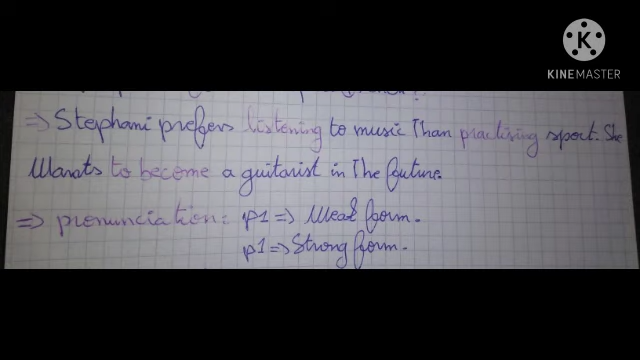 KINEMASTER
=> Stephani prefers listening to music Than practising sport. She
Wants to become a guitarist in The future.
=> pronunciation: p1 => Weak form.
p1 => Strong form.